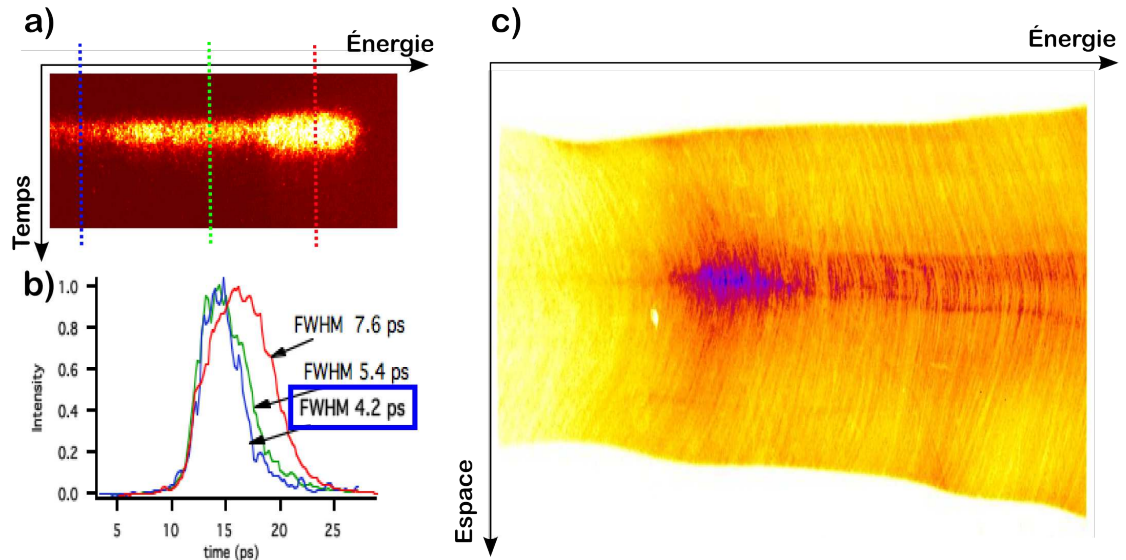 a)
Énergie
Temps
b)
1.0
0.8
0.6
0.4
0.2
0.0
Intensity
FWHM 7.6 ps
FWHM 5.4 ps
FWHM 4.2 ps
5 10 15 20 25
time (ps)
c)
Énergie
Espace